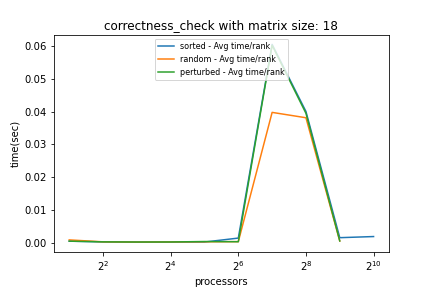 correctness_check with matrix size: 18
sorted - Avg time/rank
random - Avg time/rank
perturbed - Avg time/rank
0.06
0.05
0.04
0.03
0.02
0.01
0.00
time(sec)
2^2 2^4 2^6 2^8 2^10
processors